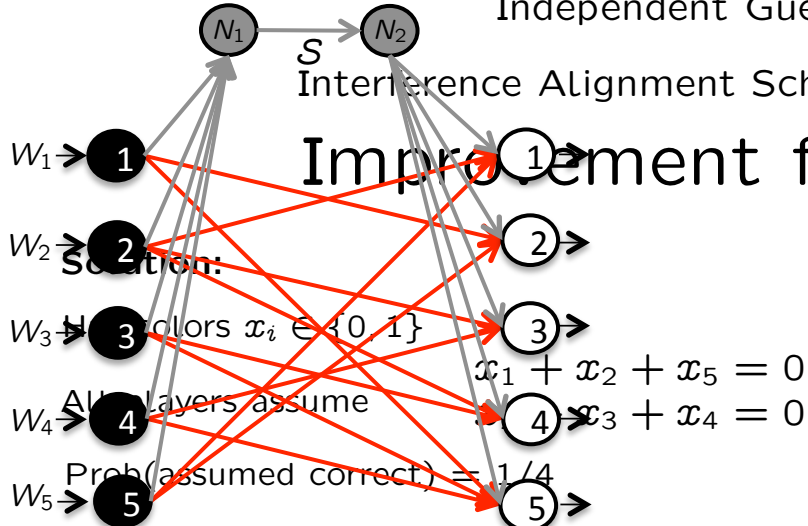 Independent Gue
N₁ N₂
S
Interference Alignment Sch
W₁ 1 1
Improvement f
W₂ 2 2
Solution:
W₃ 3 colors xᵢ ∈ {0, 1} 3
x₁ + x₂ + x₅ = 0
W₄ 4 assume 4 x₃ + x₄ = 0
Prob(assumed correct) = 1/4
W₅ 5 5